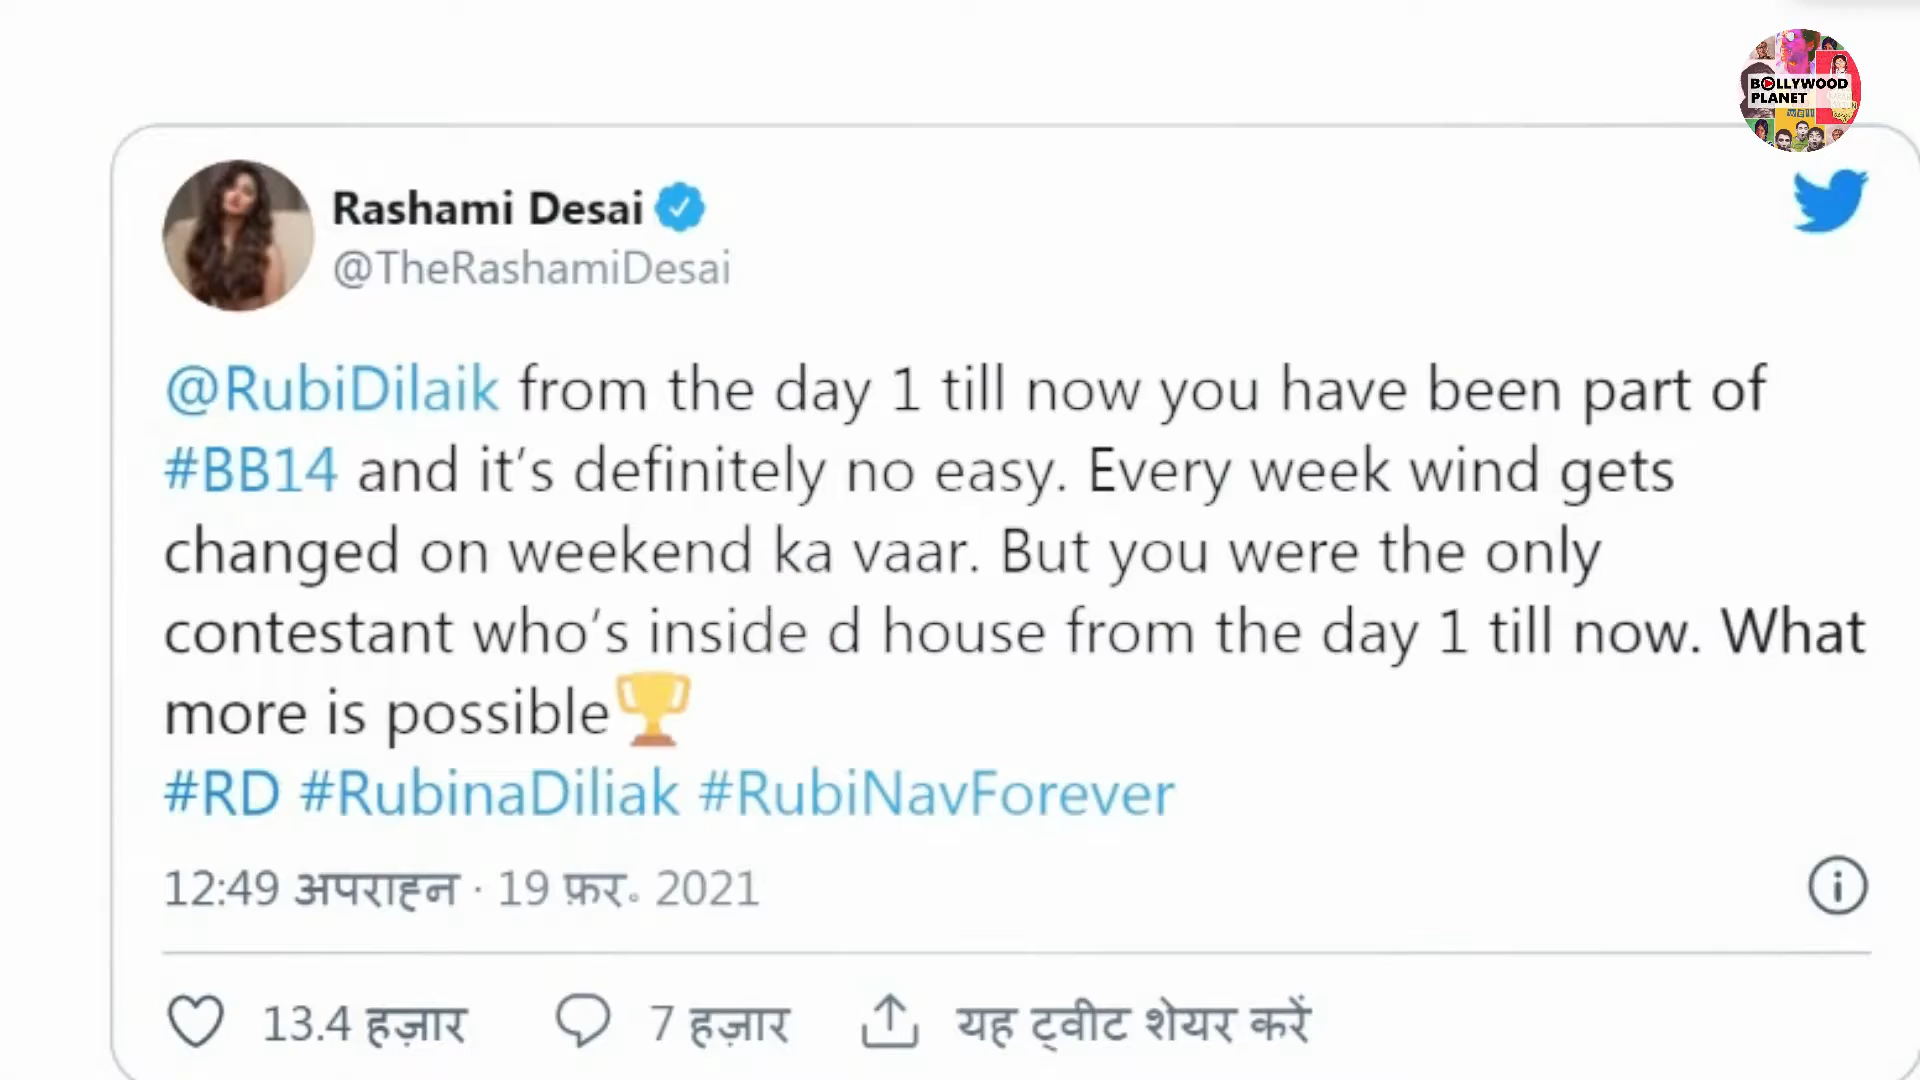 BOLLYWOOD
PLANET
Rashami Desai
@TheRashamiDesai
@RubiDilaik from the day 1 till now you have been part of
#BB14 and it's definitely no easy. Every week wind gets
changed on weekend ka vaar. But you were the only
contestant who's inside d house from the day 1 till now. What
more is possible🏆
#RD #RubinaDiliak #RubiNavForever
12:49 अपराह्न · 19 फ़र॰ 2021
13.4 हज़ार 7 हज़ार यह ट्वीट शेयर करें